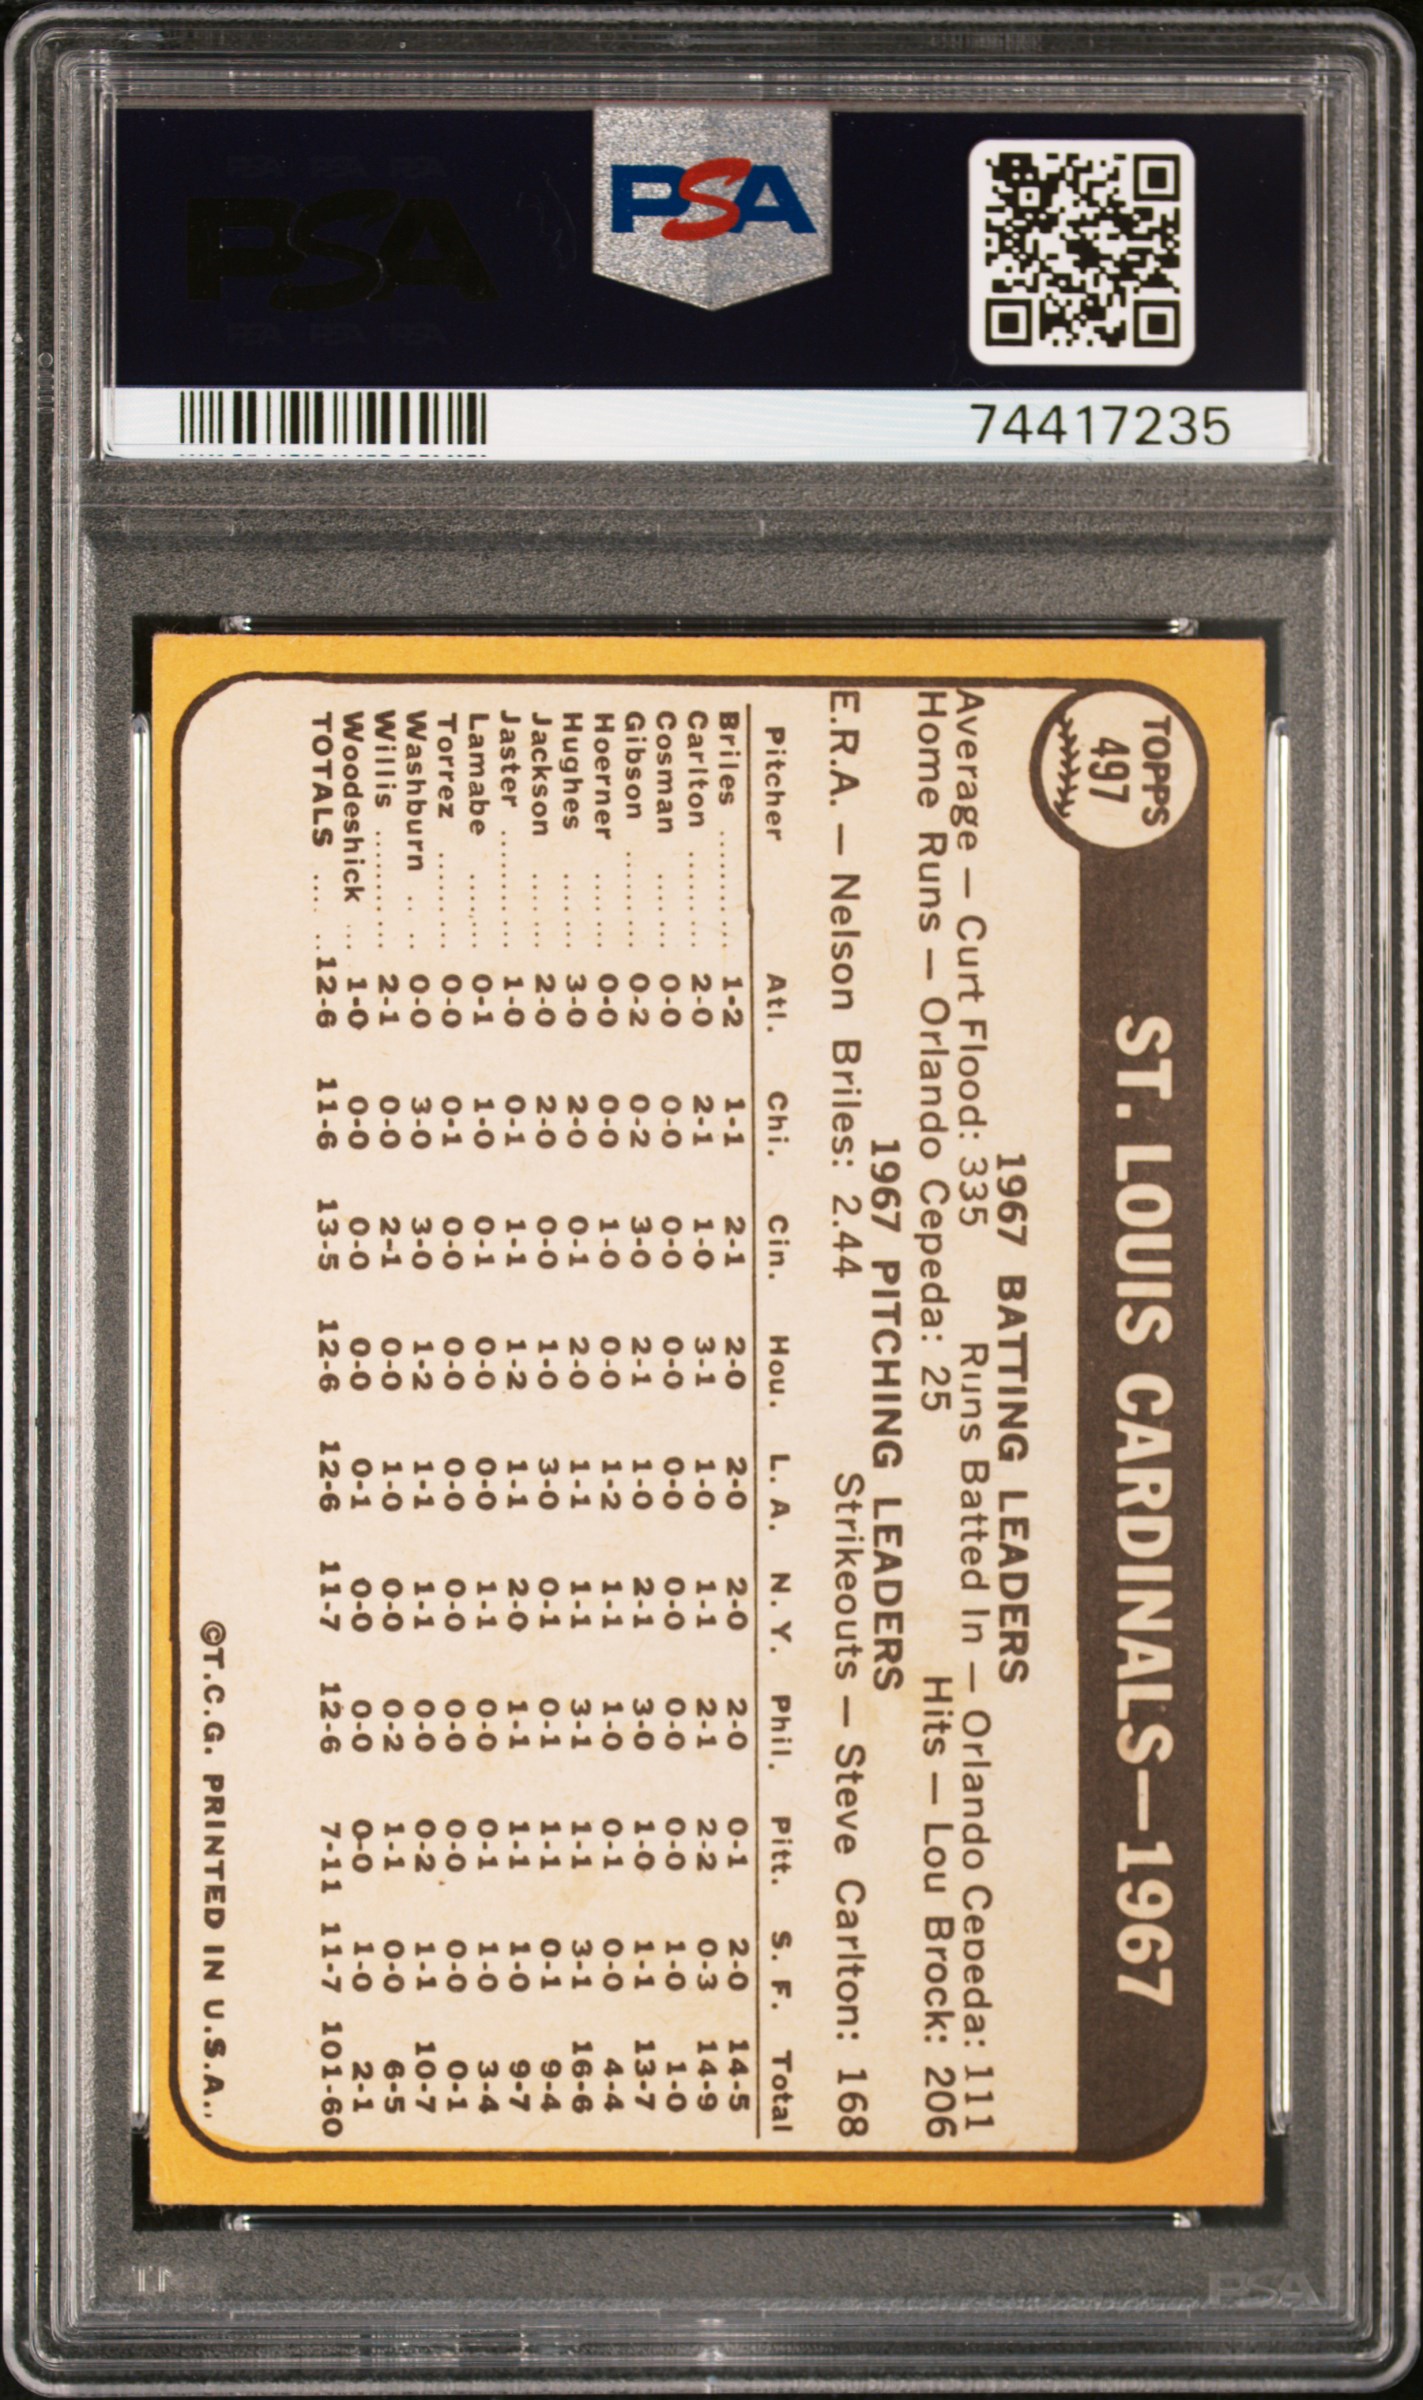 PSA
PSA
74417235
TOPPS
497
ST. LOUIS CARDINALS—1967
1967 BATTING LEADERS
Average — Curt Flood: 335 Runs Batted In — Orlando Cepeda: 111
Home Runs — Orlando Cepeda: 25 Hits — Lou Brock: 206
1967 PITCHING LEADERS
E.R.A. — Nelson Briles: 2.44 Strikeouts — Steve Carlton: 168
Pitcher Atl. Chi. Cin. Hou. L. A. N. Y. Phil. Pitt. S. F. Total
Briles ......... 1-2 1-1 2-1 2-0 2-0 2-0 2-0 0-1 2-0 14-5
Carlton ....... 2-0 2-1 1-0 3-1 1-0 1-1 2-1 2-2 0-3 14-9
Cosman ...... 0-0 0-0 0-0 0-0 0-0 0-0 0-0 0-0 1-0 1-0
Gibson ........ 0-2 0-2 3-0 2-1 1-0 2-1 3-0 1-0 1-1 13-7
Hoerner ...... 0-0 0-0 1-0 0-0 1-2 1-1 1-0 0-1 0-0 4-4
Hughes ...... 3-0 2-0 0-1 2-0 1-1 1-1 3-1 1-1 3-1 16-6
Jackson ...... 2-0 2-0 0-0 1-0 3-0 0-1 0-1 1-1 0-1 9-4
Jaster .......... 1-0 0-1 1-1 1-2 1-1 2-0 1-1 1-1 1-0 9-7
Lamabe ...... 0-1 1-0 0-1 0-0 0-0 1-1 0-0 0-1 1-0 3-4
Torrez ........ 0-0 0-1 0-0 0-0 0-0 0-0 0-0 0-0 0-0 0-1
Washburn .. .. 0-0 3-0 3-0 1-2 1-1 1-1 0-0 0-2 1-1 10-7
Willis .......... 2-1 0-0 2-1 0-0 1-0 0-0 0-2 1-1 0-0 6-5
Woodeshick ... 1-0 0-0 0-0 0-0 0-1 0-0 0-0 0-0 1-0 2-1
TOTALS .... ..12-6 11-6 13-5 12-6 12-6 11-7 12-6 7-11 11-7 101-60
©T.C.G. PRINTED IN U.S.A.
PSA